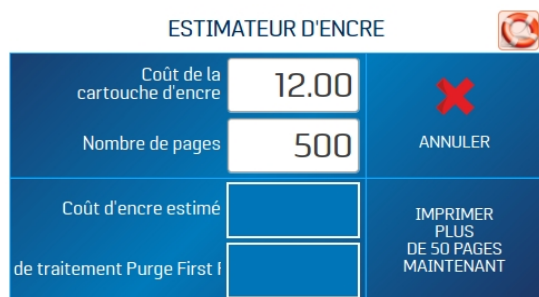 ESTIMATEUR D'ENCRE
Coût de la
cartouche d'encre
12.00
Nombre de pages
500
ANNULER
Coût d'encre estimé
de traitement Purge First
IMPRIMER
PLUS
DE 50 PAGES
MAINTENANT